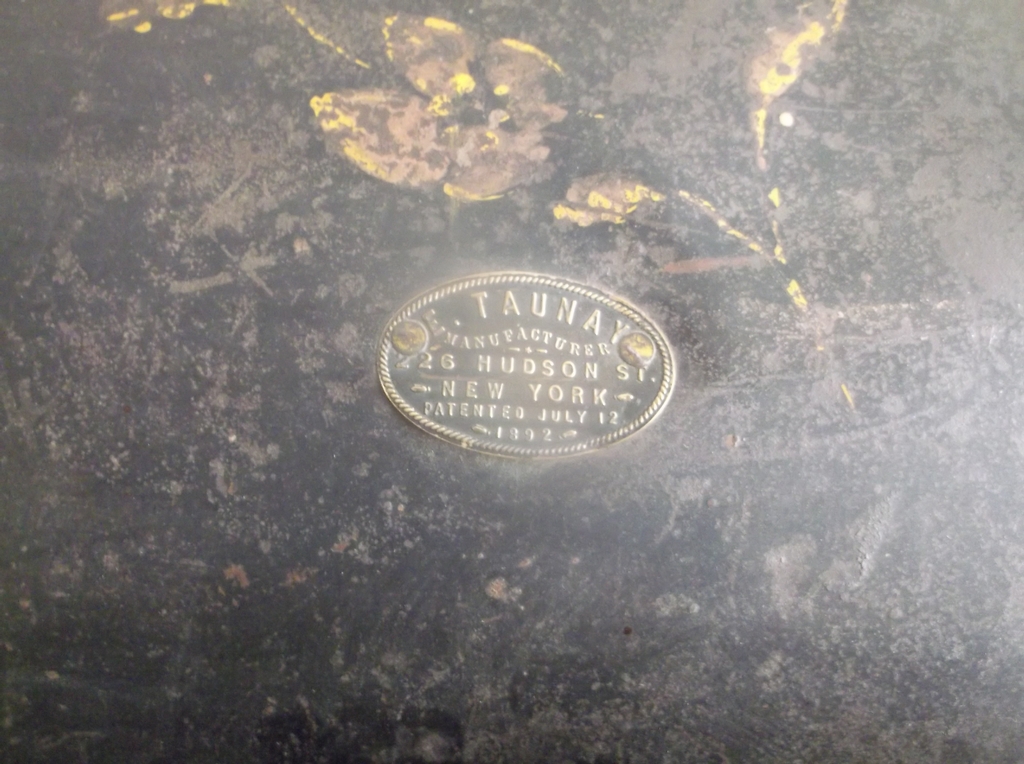 TAUNAY
MANUFACTURER
26 HUDSON ST.
NEW YORK
PATENTED JULY 12
1892